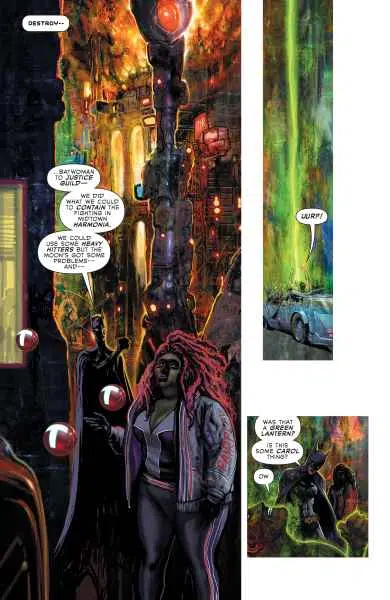 DESTROY--
...BATWOMAN
TO JUSTICE
GUILD--
WE DID
WHAT WE COULD
TO CONTAIN THE
FIGHTING IN
MIDTOWN
HARMONIA.
WE COULD
USE SOME HEAVY
HITTERS BUT THE
MOON'S GOT SOME
PROBLEMS--
AND--
UURP!
WAS THAT
A GREEN
LANTERN?
IS THIS
SOME CAROL
THING?
OW